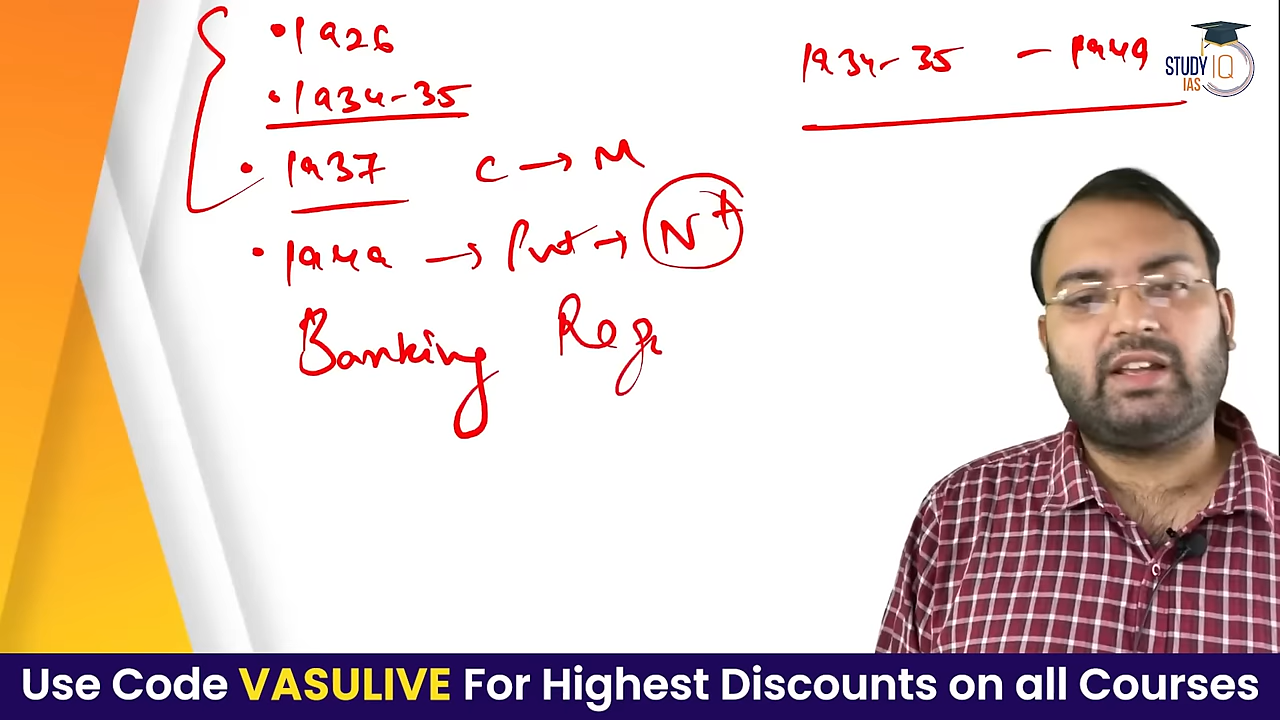 • 1926
• 1934-35
• 1937 C → M
• 1949 → Pvt → N
Banking Reg
1934-35 - 1949
STUDY IQ
IAS
Use Code VASULIVE For Highest Discounts on all Courses